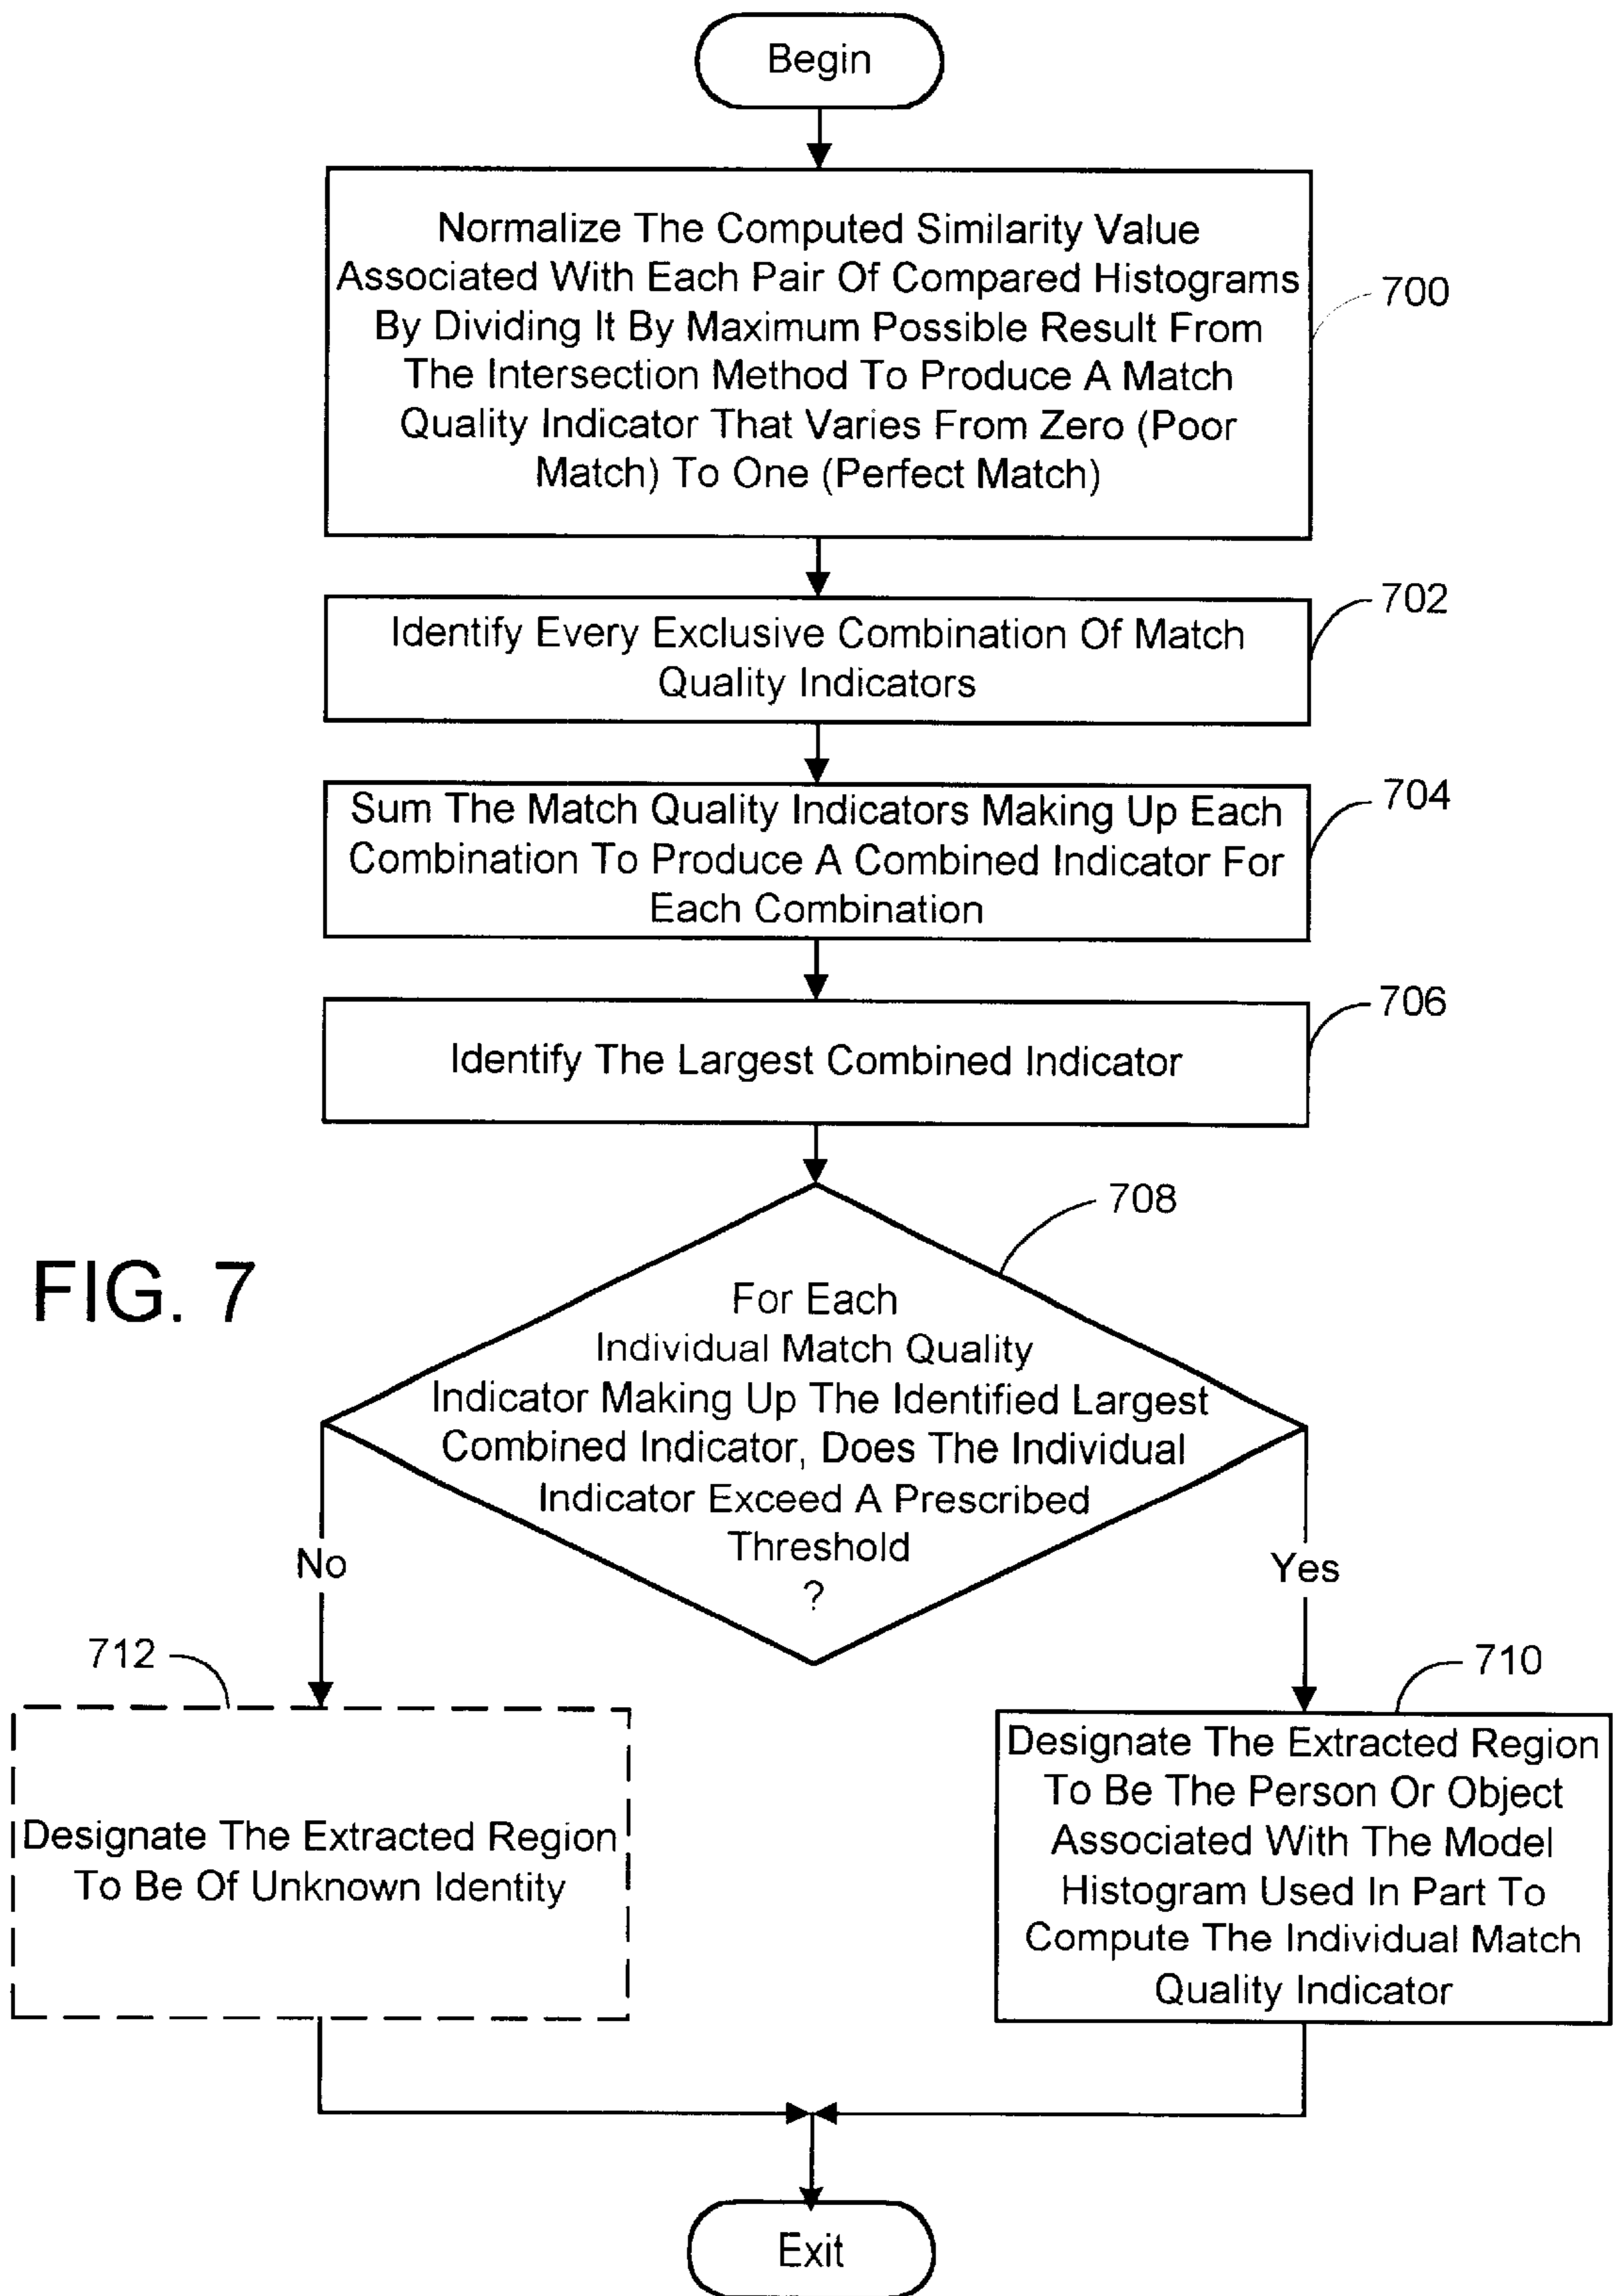 Begin
Normalize The Computed Similarity Value
Associated With Each Pair Of Compared Histograms
By Dividing It By Maximum Possible Result From
The Intersection Method To Produce A Match
Quality Indicator That Varies From Zero (Poor
Match) To One (Perfect Match)
700
Identify Every Exclusive Combination Of Match
Quality Indicators
702
Sum The Match Quality Indicators Making Up Each
Combination To Produce A Combined Indicator For
Each Combination
704
Identify The Largest Combined Indicator
706
708
FIG. 7
For Each
Individual Match Quality
Indicator Making Up The Identified Largest
Combined Indicator, Does The Individual
Indicator Exceed A Prescribed
Threshold
?
No
Yes
712
Designate The Extracted Region
To Be Of Unknown Identity
710
Designate The Extracted Region
To Be The Person Or Object
Associated With The Model
Histogram Used In Part To
Compute The Individual Match
Quality Indicator
Exit